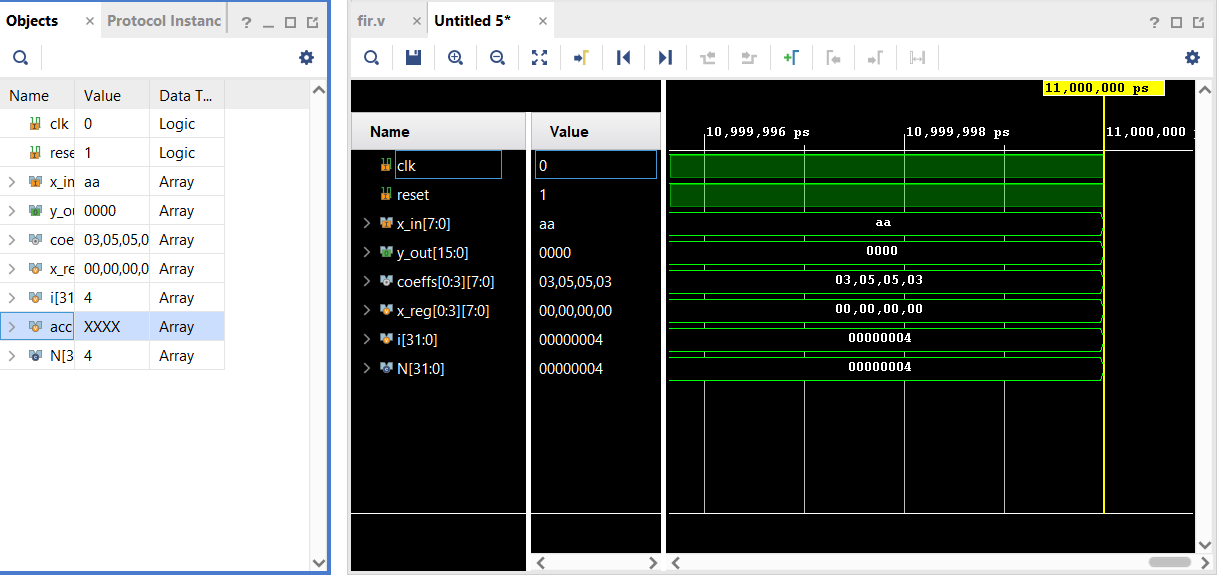 Objects × Protocol Instanc ? _
Name Value Data T...
clk 0 Logic
rese 1 Logic
x_in aa Array
y_ou 0000 Array
coe 03,05,05,0 Array
x_re 00,00,00,0 Array
i[31 4 Array
acc XXXX Array
N[3 4 Array
fir.v × Untitled 5* × ?
11,000,000 ps
Name Value
10,999,996 ps 10,999,998 ps 11,000,000
clk 0
reset 1
x_in[7:0] aa aa
y_out[15:0] 0000 0000
coeffs[0:3][7:0] 03,05,05,03 03,05,05,03
x_reg[0:3][7:0] 00,00,00,00 00,00,00,00
i[31:0] 00000004 00000004
N[31:0] 00000004 00000004